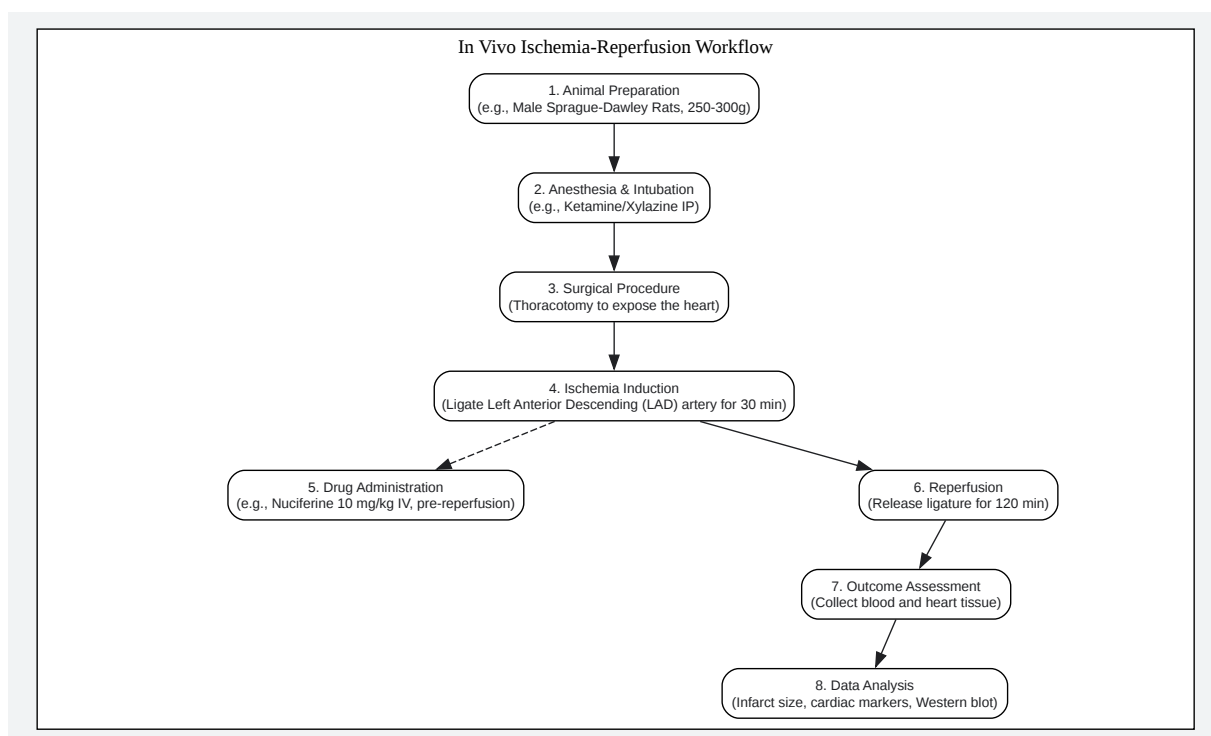 In Vivo Ischemia-Reperfusion Workflow
1. Animal Preparation
(e.g., Male Sprague-Dawley Rats, 250-300g)
2. Anesthesia & Intubation
(e.g., Ketamine/Xylazine IP)
3. Surgical Procedure
(Thoracotomy to expose the heart)
4. Ischemia Induction
(Ligate Left Anterior Descending (LAD) artery for 30 min)
5. Drug Administration
(e.g., Nuciferine 10 mg/kg IV, pre-reperfusion)
6. Reperfusion
(Release ligature for 120 min)
7. Outcome Assessment
(Collect blood and heart tissue)
8. Data Analysis
(Infarct size, cardiac markers, Western blot)